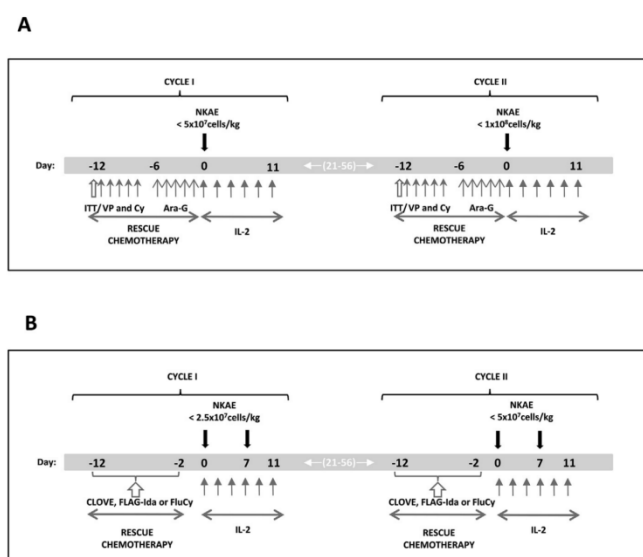 A
CYCLE I CYCLE II
NKAE NKAE
< 5x10⁷cells/kg < 1x10⁸cells/kg
Day: -12 -6 0 11 (21-56) -12 -6 0 11
ITT/ VP and Cy Ara-G ITT/ VP and Cy Ara-G
RESCUE CHEMOTHERAPY IL-2 RESCUE CHEMOTHERAPY IL-2
B
CYCLE I CYCLE II
NKAE NKAE
< 2.5x10⁷cells/kg < 5x10⁷cells/kg
Day: -12 -2 0 7 11 (21-56) -12 -2 0 7 11
CLOVE, FLAG-Ida or FluCy CLOVE, FLAG-Ida or FluCy
RESCUE CHEMOTHERAPY IL-2 RESCUE CHEMOTHERAPY IL-2